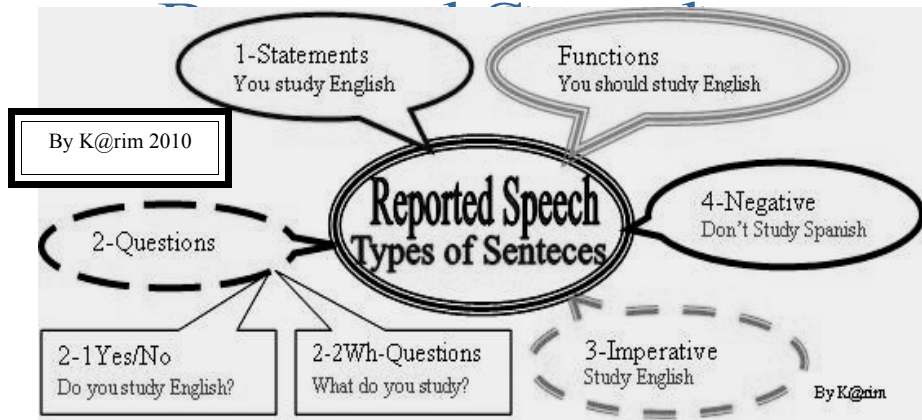 1-Statements
You study English
Functions
You should study English
By K@rim 2010
Reported Speech
Types of Senteces
4-Negative
Don't Study Spanish
2-Questions
2-1Yes/No
Do you study English?
2-2Wh-Questions
What do you study?
3-Imperative
Study English
By K@rim